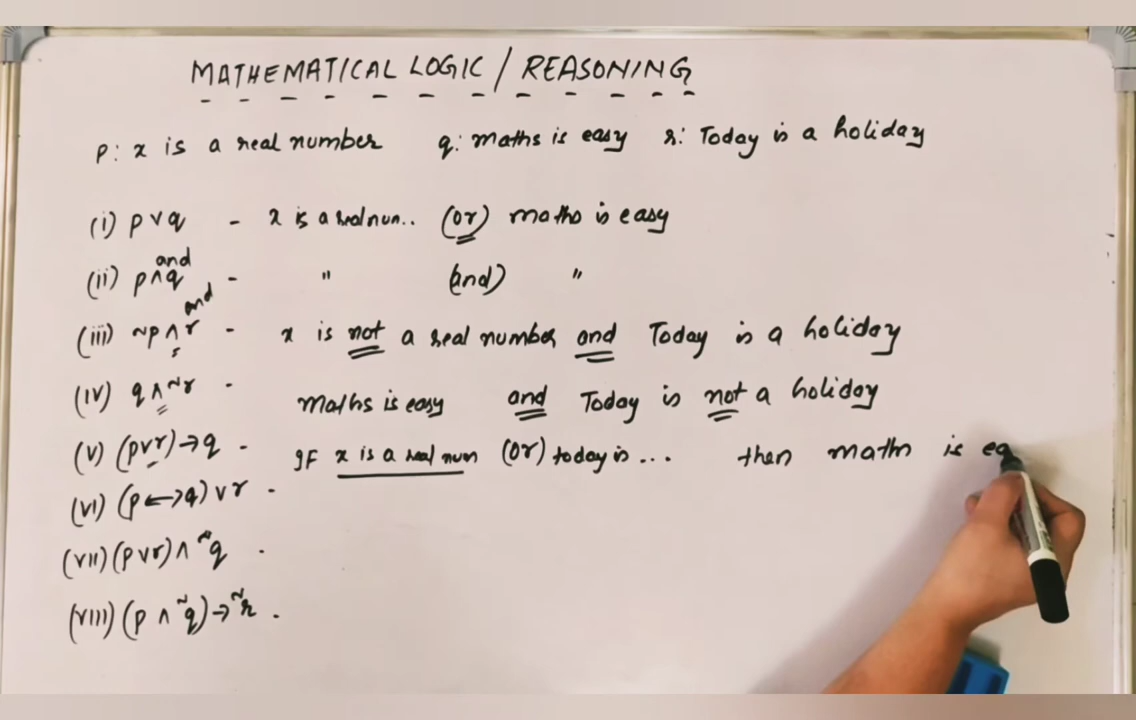 MATHEMATICAL LOGIC / REASONING
p: x is a real number q: maths is easy r: Today is a holiday
(i) p ∨ q - x is a real num.. (or) maths is easy
and
(ii) p ∧ q - " (and) "
and
(iii) ~p ∧ r - x is not a real number and Today is a holiday
(iv) q ∧ ~r - Maths is easy and Today is not a holiday
(v) (p ∨ r) → q - If x is a real num (or) today is ... then maths is ea
(vi) (p ↔ q) ∨ r -
(vii) (p ∨ r) ∧ ~q -
(viii) (p ∧ ~q) → ~r -